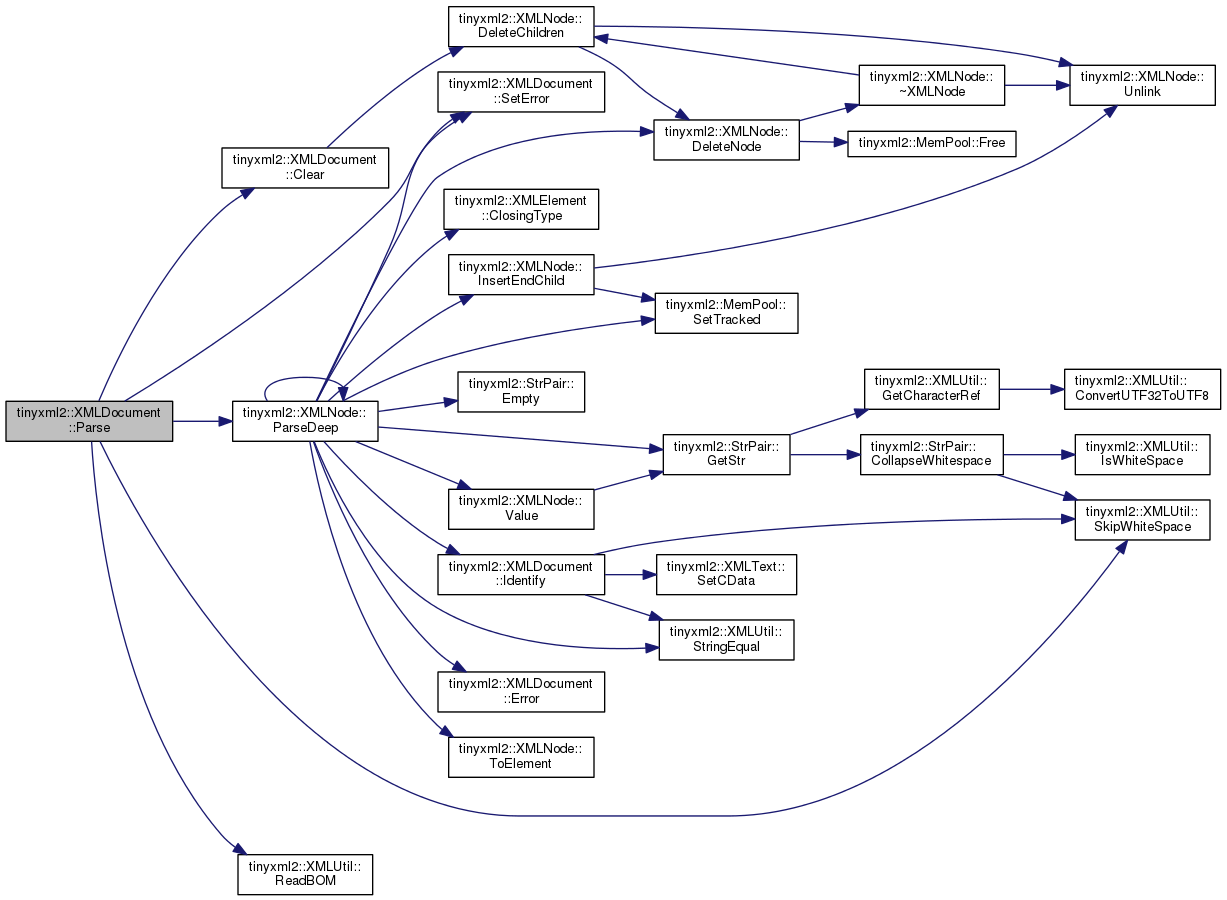 tinyxml2::XMLNode::
DeleteChildren
tinyxml2::XMLDocument
::SetError
tinyxml2::XMLNode::
~XMLNode
tinyxml2::XMLNode::
Unlink
tinyxml2::XMLNode::
DeleteNode
tinyxml2::MemPool::Free
tinyxml2::XMLDocument
::Clear
tinyxml2::XMLElement
::ClosingType
tinyxml2::XMLNode::
InsertEndChild
tinyxml2::MemPool::
SetTracked
tinyxml2::StrPair::
Empty
tinyxml2::XMLUtil::
GetCharacterRef
tinyxml2::XMLUtil::
ConvertUTF32ToUTF8
tinyxml2::XMLDocument
::Parse
tinyxml2::XMLNode::
ParseDeep
tinyxml2::StrPair::
GetStr
tinyxml2::StrPair::
CollapseWhitespace
tinyxml2::XMLUtil::
IsWhiteSpace
tinyxml2::XMLNode::
Value
tinyxml2::XMLUtil::
SkipWhiteSpace
tinyxml2::XMLDocument
::Identify
tinyxml2::XMLText::
SetCData
tinyxml2::XMLUtil::
StringEqual
tinyxml2::XMLDocument
::Error
tinyxml2::XMLNode::
ToElement
tinyxml2::XMLUtil::
ReadBOM